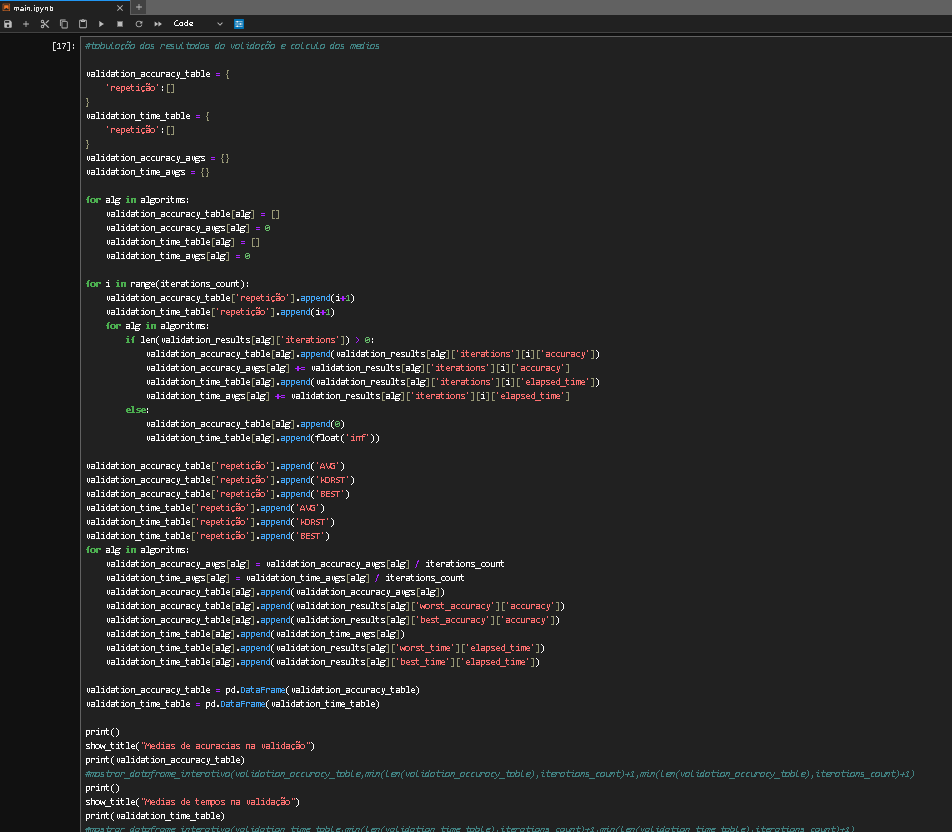 main.ipynb
Code
[17]:
#tabulação dos resultados da validação e calculo das medias
validation_accuracy_table = {
'repetição':[]
}
validation_time_table = {
'repetição':[]
}
validation_accuracy_avgs = {}
validation_time_avgs = {}
for alg in algoritms:
validation_accuracy_table[alg] = []
validation_accuracy_avgs[alg] = 0
validation_time_table[alg] = []
validation_time_avgs[alg] = 0
for i in range(iterations_count):
validation_accuracy_table['repetição'].append(i+1)
validation_time_table['repetição'].append(i+1)
for alg in algoritms:
if len(validation_results[alg]['iterations']) > 0:
validation_accuracy_table[alg].append(validation_results[alg]['iterations'][i]['accuracy'])
validation_accuracy_avgs[alg] += validation_results[alg]['iterations'][i]['accuracy']
validation_time_table[alg].append(validation_results[alg]['iterations'][i]['elapsed_time'])
validation_time_avgs[alg] += validation_results[alg]['iterations'][i]['elapsed_time']
else:
validation_accuracy_table[alg].append(0)
validation_time_table[alg].append(float('inf'))
validation_accuracy_table['repetição'].append('AVG')
validation_accuracy_table['repetição'].append('WORST')
validation_accuracy_table['repetição'].append('BEST')
validation_time_table['repetição'].append('AVG')
validation_time_table['repetição'].append('WORST')
validation_time_table['repetição'].append('BEST')
for alg in algoritms:
validation_accuracy_avgs[alg] = validation_accuracy_avgs[alg] / iterations_count
validation_time_avgs[alg] = validation_time_avgs[alg] / iterations_count
validation_accuracy_table[alg].append(validation_accuracy_avgs[alg])
validation_accuracy_table[alg].append(validation_results[alg]['worst_accuracy']['accuracy'])
validation_accuracy_table[alg].append(validation_results[alg]['best_accuracy']['accuracy'])
validation_time_table[alg].append(validation_time_avgs[alg])
validation_time_table[alg].append(validation_results[alg]['worst_time']['elapsed_time'])
validation_time_table[alg].append(validation_results[alg]['best_time']['elapsed_time'])
validation_accuracy_table = pd.DataFrame(validation_accuracy_table)
validation_time_table = pd.DataFrame(validation_time_table)
print()
show_title("Medias de acuracias na validação")
print(validation_accuracy_table)
#mostrar_dataframe_interativo(validation_accuracy_table,min(len(validation_accuracy_table),iterations_count)+1,min(len(validation_accuracy_table),iterations_count)+1)
print()
show_title("Medias de tempos na validação")
print(validation_time_table)
#mostrar_dataframe_interativo(validation_time_table,min(len(validation_time_table),iterations_count)+1,min(len(validation_time_table),iterations_count)+1)